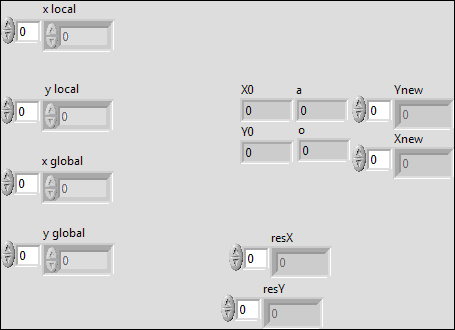 x local
0 0
y local
0 0
x global
0 0
y global
0 0
X0 a Ynew
0 0 0 0
Y0 o Xnew
0 0 0 0
resX
0 0
resY
0 0